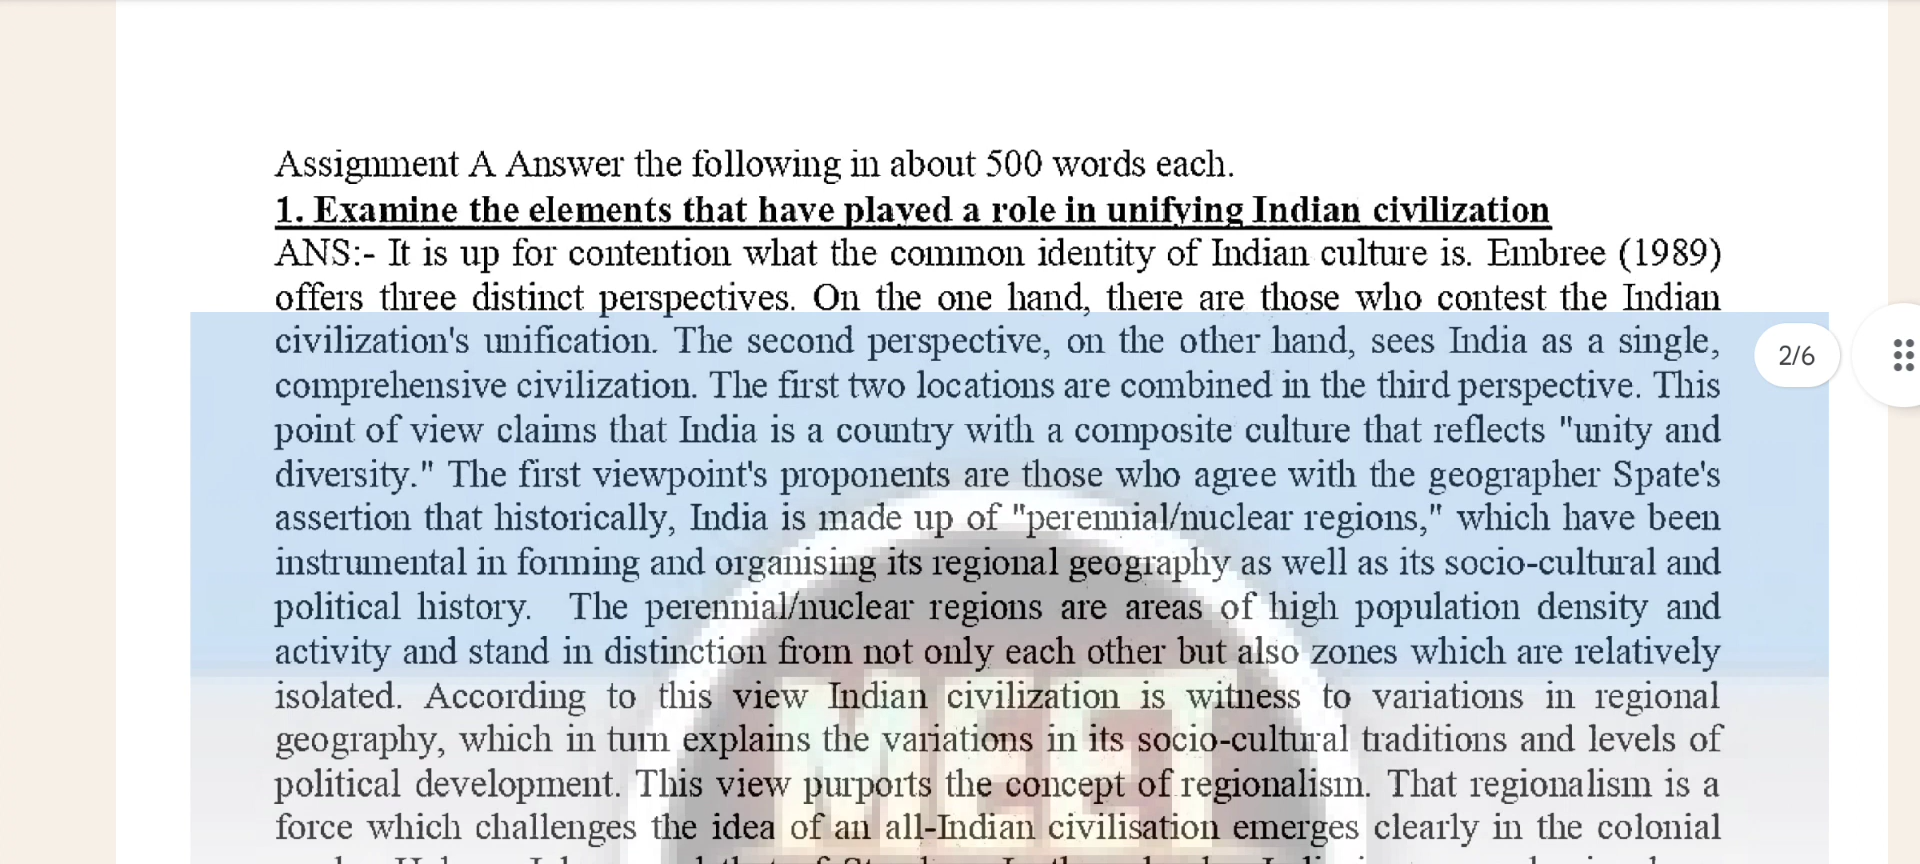 Assignment A Answer the following in about 500 words each.
1. Examine the elements that have played a role in unifying Indian civilization
ANS:- It is up for contention what the common identity of Indian culture is. Embree (1989)
offers three distinct perspectives. On the one hand, there are those who contest the Indian
civilization's unification. The second perspective, on the other hand, sees India as a single,
comprehensive civilization. The first two locations are combined in the third perspective. This
point of view claims that India is a country with a composite culture that reflects "unity and
diversity." The first viewpoint's proponents are those who agree with the geographer Spate's
assertion that historically, India is made up of "perennial/nuclear regions," which have been
instrumental in forming and organising its regional geography as well as its socio-cultural and
political history. The perennial/nuclear regions are areas of high population density and
activity and stand in distinction from not only each other but also zones which are relatively
isolated. According to this view Indian civilization is witness to variations in regional
geography, which in turn explains the variations in its socio-cultural traditions and levels of
political development. This view purports the concept of regionalism. That regionalism is a
force which challenges the idea of an all-Indian civilisation emerges clearly in the colonial
2/6